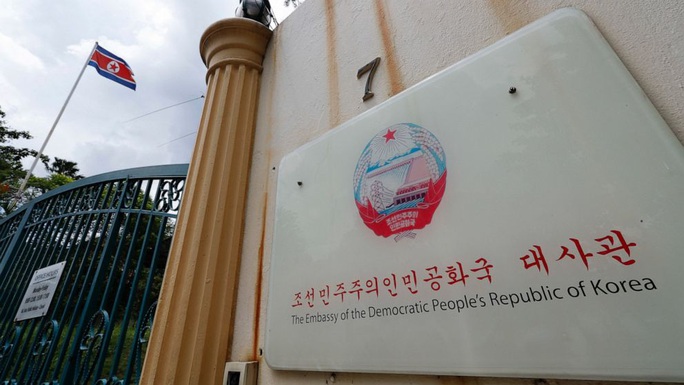 7
조선민주주의인민공화국 대사관
The Embassy of the Democratic People's Republic of Korea